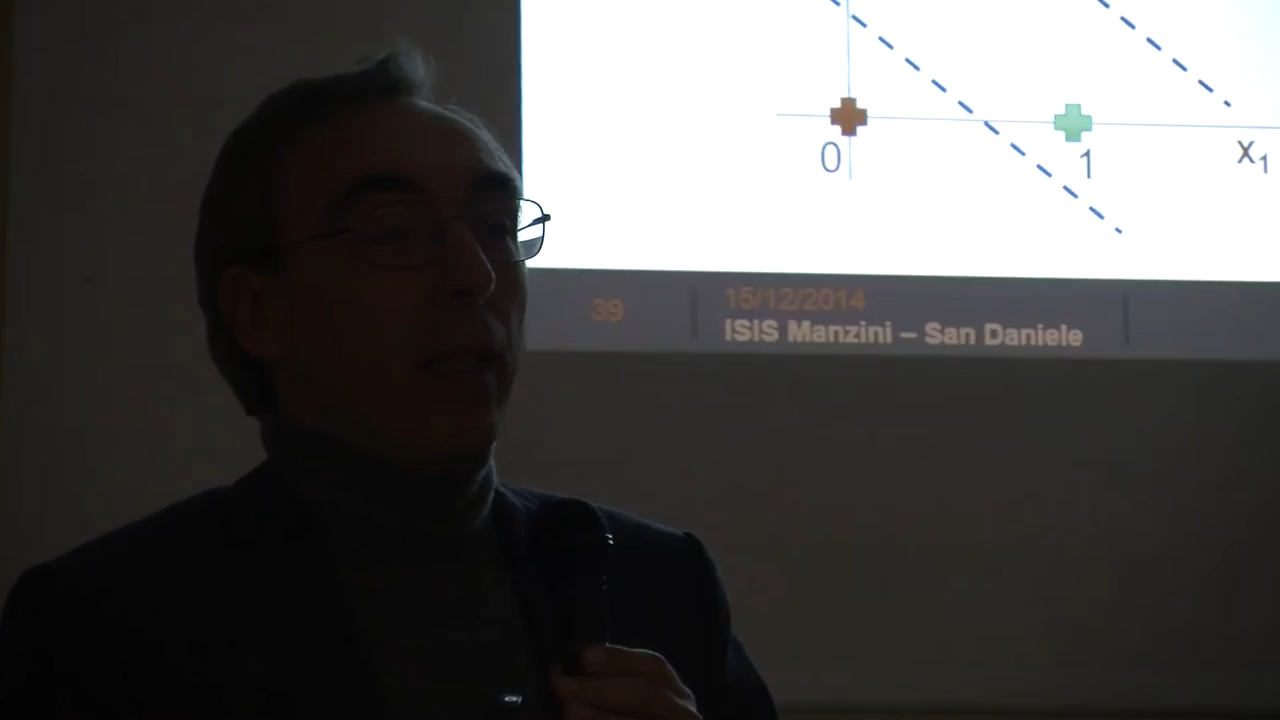 0
1
x₁
39
15/12/2014
ISIS Manzini – San Daniele